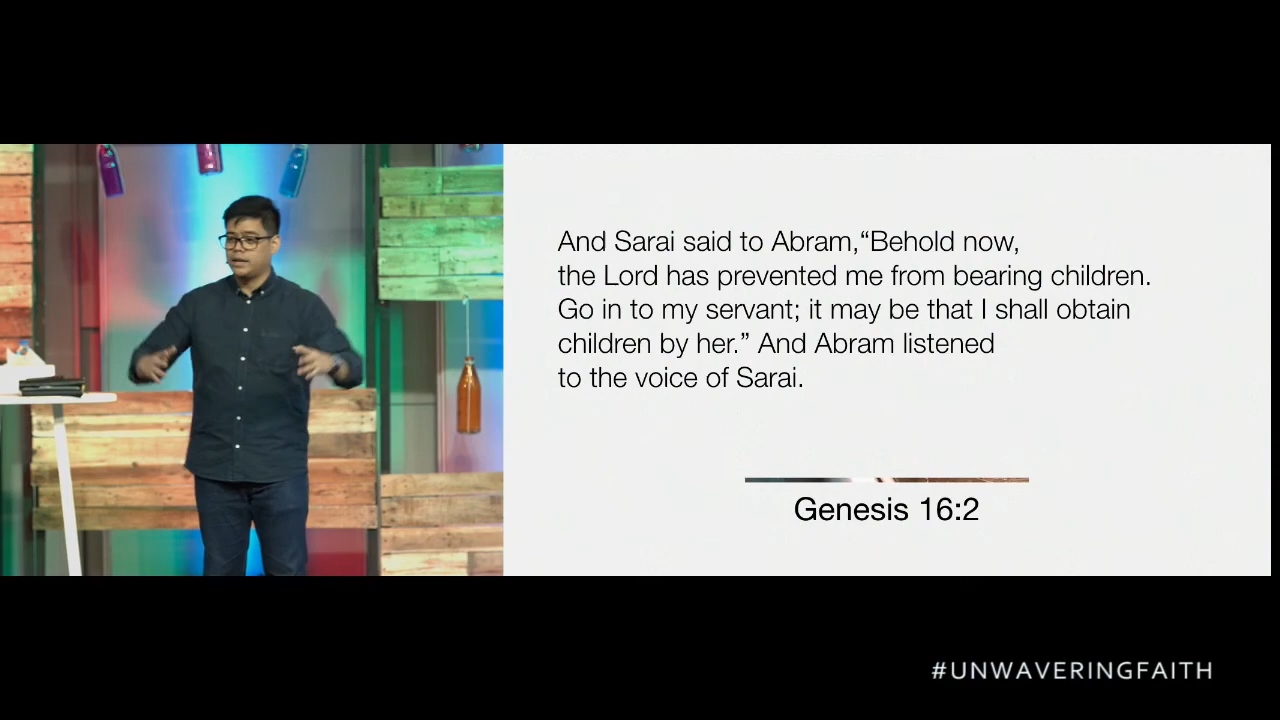 And Sarai said to Abram,“Behold now,
the Lord has prevented me from bearing children.
Go in to my servant; it may be that I shall obtain
children by her.” And Abram listened
to the voice of Sarai.
Genesis 16:2
#UNWAVERINGFAITH